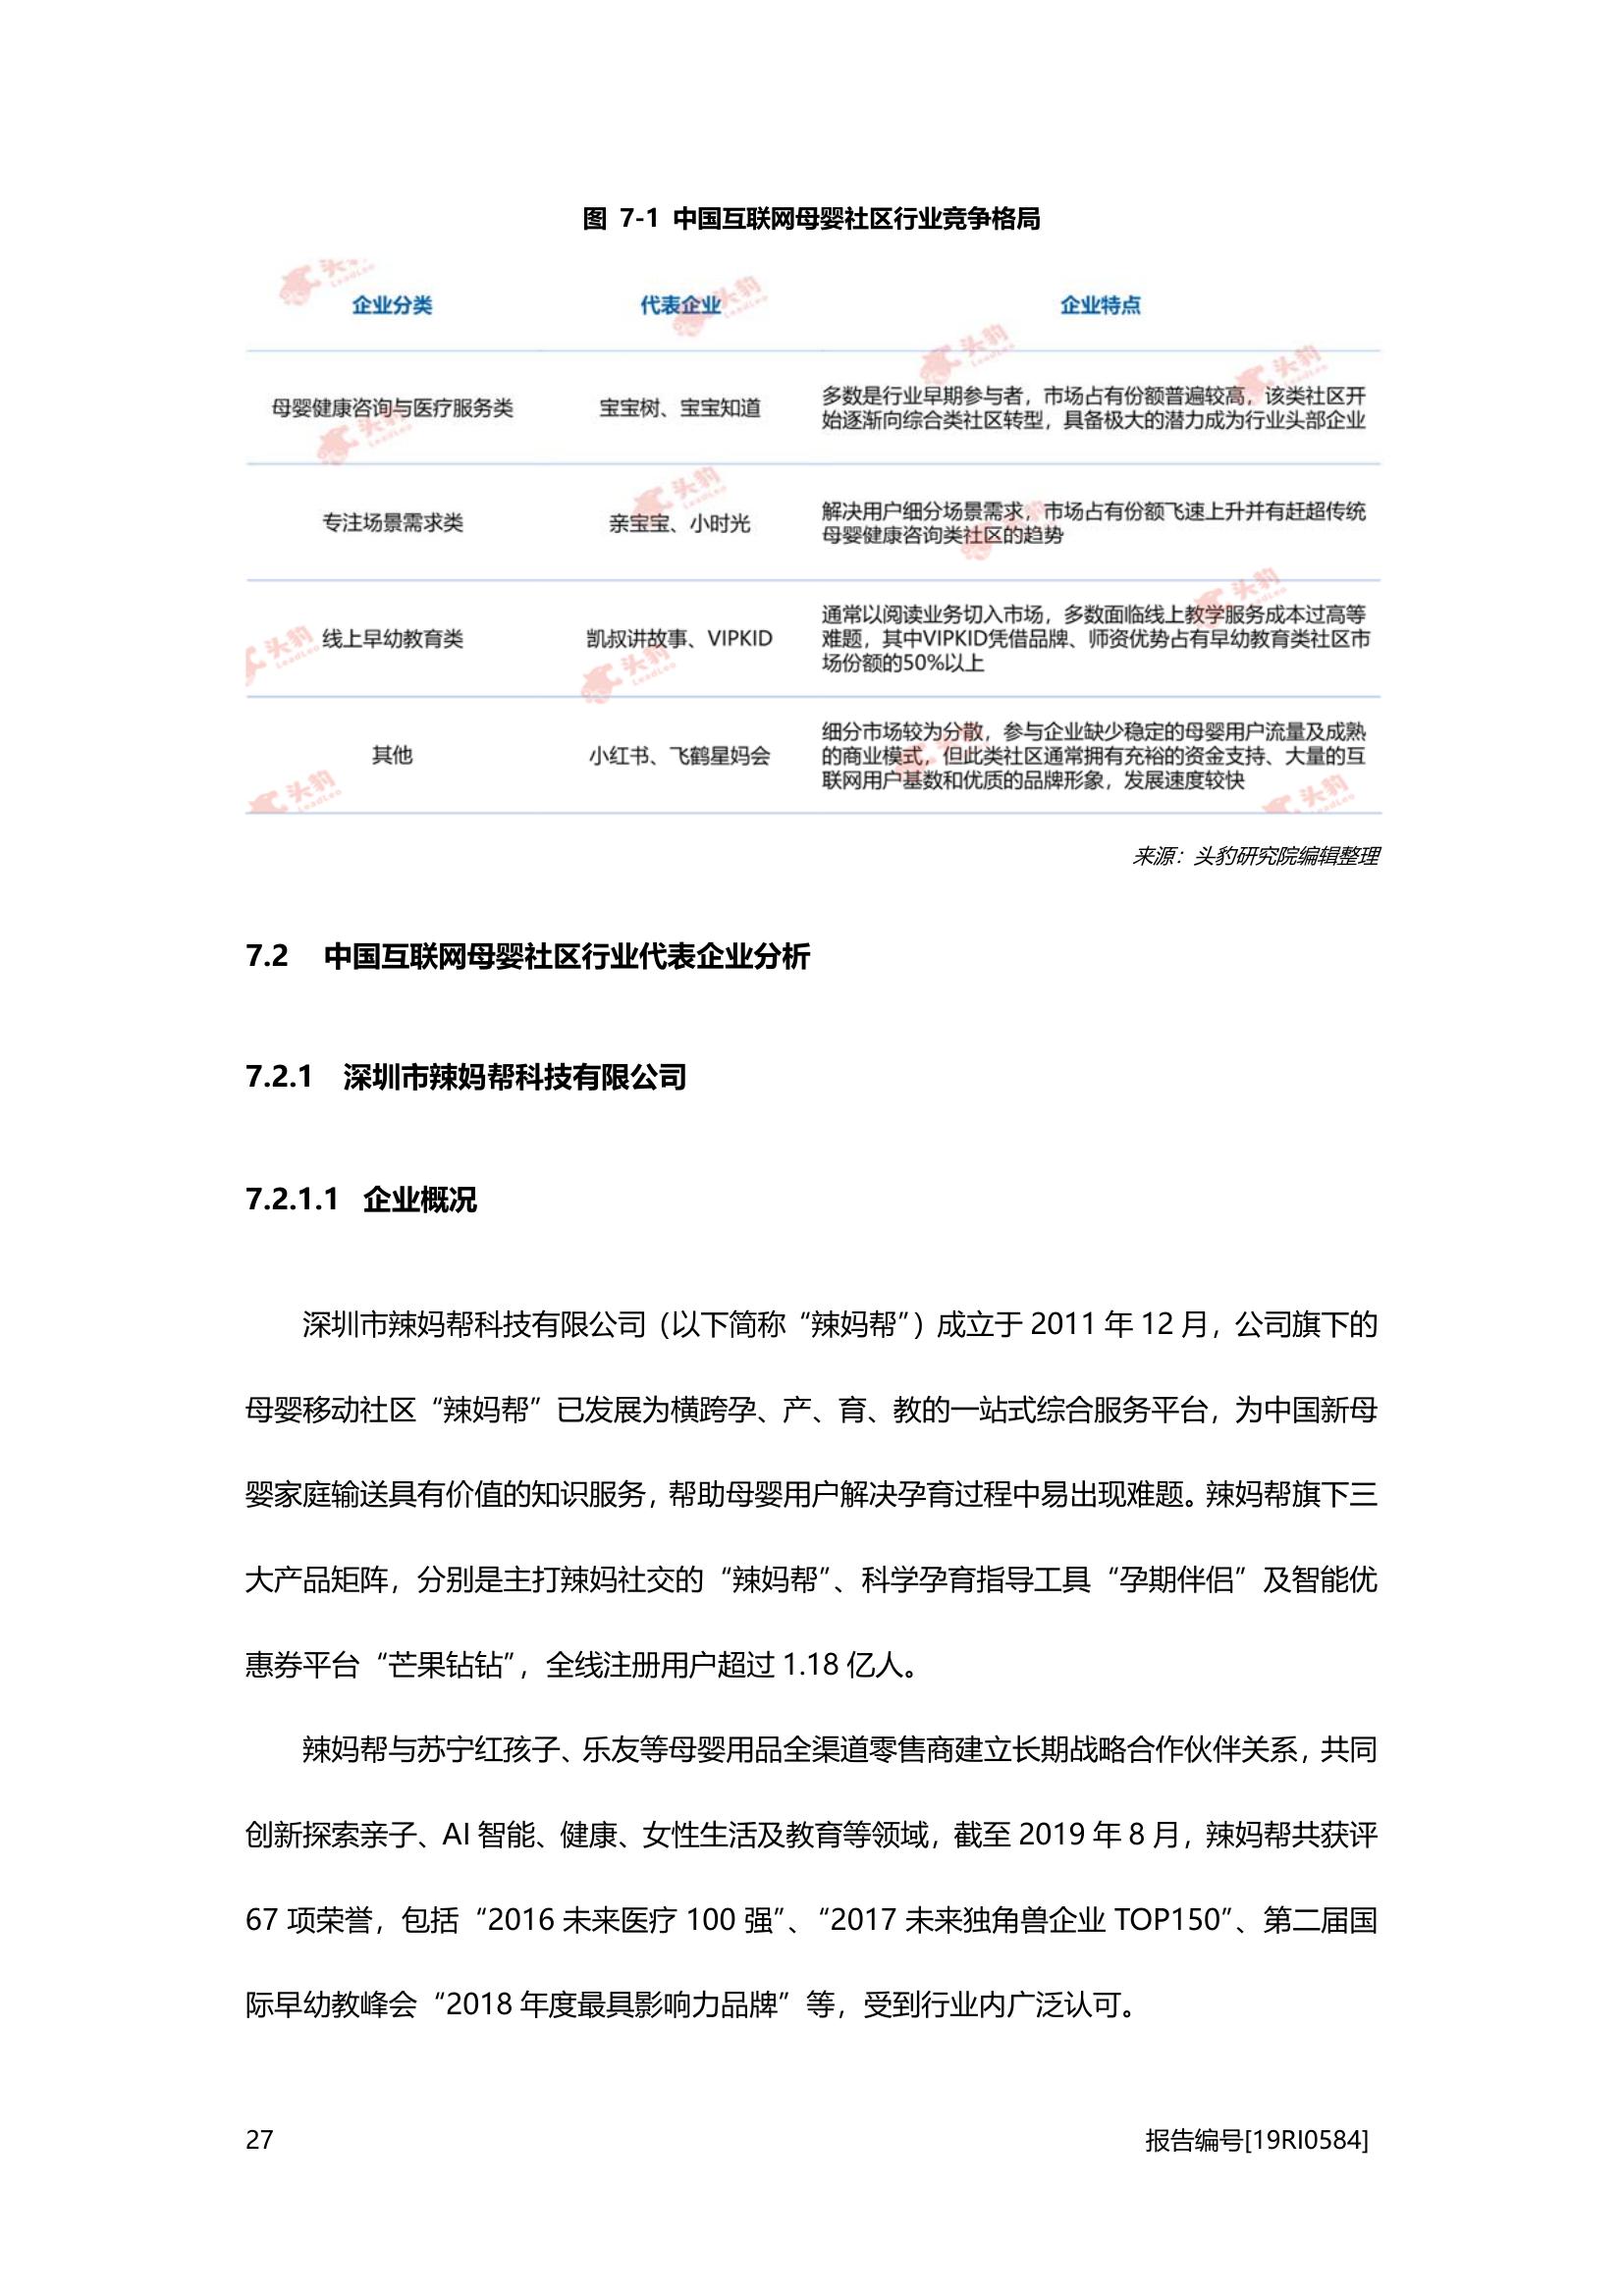 图 7-1 中国互联网母婴社区行业竞争格局
企业分类 代表企业 企业特点
母婴健康咨询与医疗服务类 宝宝树、宝宝知道 多数是行业早期参与者，市场占有份额普遍较高，该类社区开
始逐渐向综合类社区转型，具备极大的潜力成为行业头部企业
专注场景需求类 亲宝宝、小时光 解决用户细分场景需求，市场占有份额飞速上升并有赶超传统
母婴健康咨询类社区的趋势
线上早幼教育类 凯叔讲故事、VIPKID 通常以阅读业务切入市场，多数面临线上教学服务成本过高等
难题，其中VIPKID凭借品牌、师资优势占有早幼教育类社区市
场份额的50%以上
其他 小红书、飞鹤星妈会 细分市场较为分散，参与企业缺少稳定的母婴用户流量及成熟
的商业模式，但此类社区通常拥有充裕的资金支持、大量的互
联网用户基数和优质的品牌形象，发展速度较快
头豹 LeadLeo
来源：头豹研究院编辑整理
7.2 中国互联网母婴社区行业代表企业分析
7.2.1 深圳市辣妈帮科技有限公司
7.2.1.1 企业概况
深圳市辣妈帮科技有限公司（以下简称“辣妈帮”）成立于 2011 年 12 月，公司旗下的
母婴移动社区“辣妈帮”已发展为横跨孕、产、育、教的一站式综合服务平台，为中国新母
婴家庭输送具有价值的知识服务，帮助母婴用户解决孕育过程中易出现难题。辣妈帮旗下三
大产品矩阵，分别是主打辣妈社交的“辣妈帮”、科学孕育指导工具“孕期伴侣”及智能优
惠券平台“芒果钻钻”，全线注册用户超过 1.18 亿人。
辣妈帮与苏宁红孩子、乐友等母婴用品全渠道零售商建立长期战略合作伙伴关系，共同
创新探索亲子、AI 智能、健康、女性生活及教育等领域，截至 2019 年 8 月，辣妈帮共获评
67 项荣誉，包括“2016 未来医疗 100 强”、“2017 未来独角兽企业 TOP150”、第二届国
际早幼教峰会“2018 年度最具影响力品牌”等，受到行业内广泛认可。
27 报告编号[19RI0584]